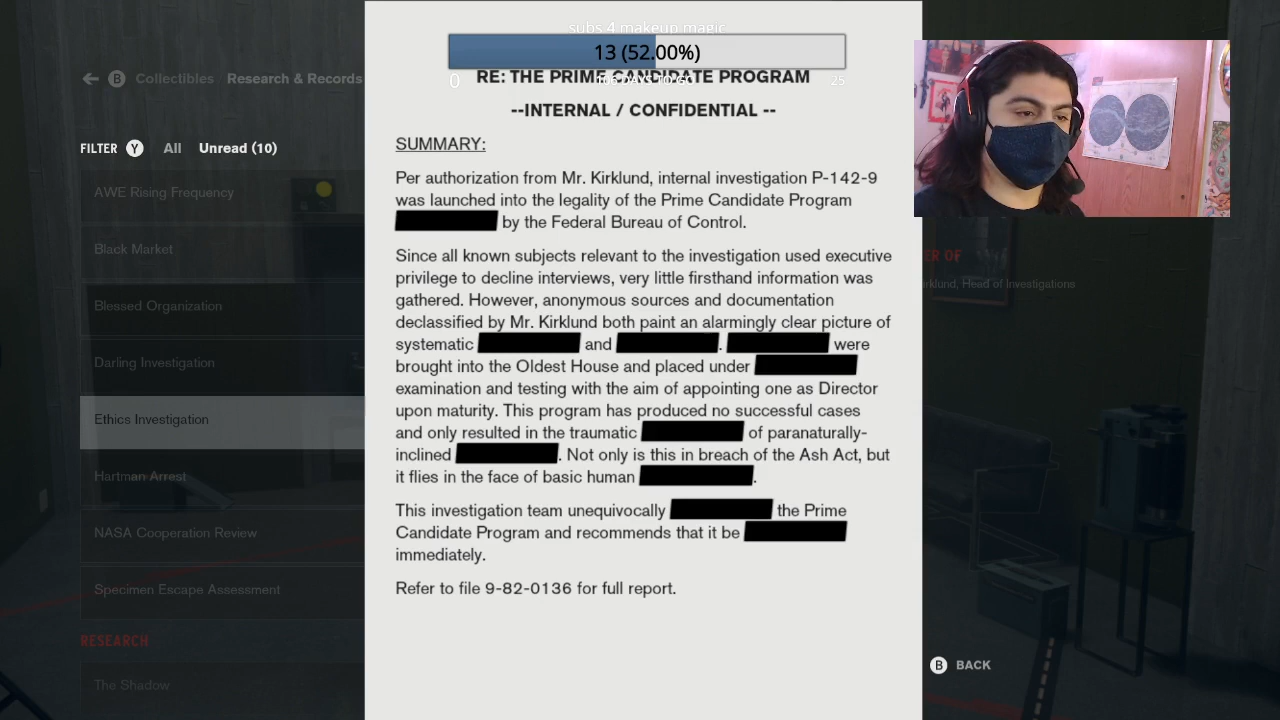 subs 4 makeup magic
13 (52.00%)
0
25
RE: THE PRIME CANDIDATE PROGRAM
--INTERNAL / CONFIDENTIAL --
SUMMARY:
Per authorization from Mr. Kirklund, internal investigation P-142-9
was launched into the legality of the Prime Candidate Program
by the Federal Bureau of Control.
Since all known subjects relevant to the investigation used executive
privilege to decline interviews, very little firsthand information was
gathered. However, anonymous sources and documentation
declassified by Mr. Kirklund both paint an alarmingly clear picture of
systematic and . were
brought into the Oldest House and placed under
examination and testing with the aim of appointing one as Director
upon maturity. This program has produced no successful cases
and only resulted in the traumatic of paranaturally-
inclined . Not only is this in breach of the Ash Act, but
it flies in the face of basic human .
This investigation team unequivocally the Prime
Candidate Program and recommends that it be
immediately.
Refer to file 9-82-0136 for full report.
B Collectibles Research & Records
FILTER Y All Unread (10)
AWE Rising Frequency
Black Market
Blessed Organization
Darling Investigation
Ethics Investigation
Hartman Arrest
NASA Cooperation Review
Specimen Escape Assessment
RESEARCH
The Shadow
ER OF
Head of Investigations
B BACK